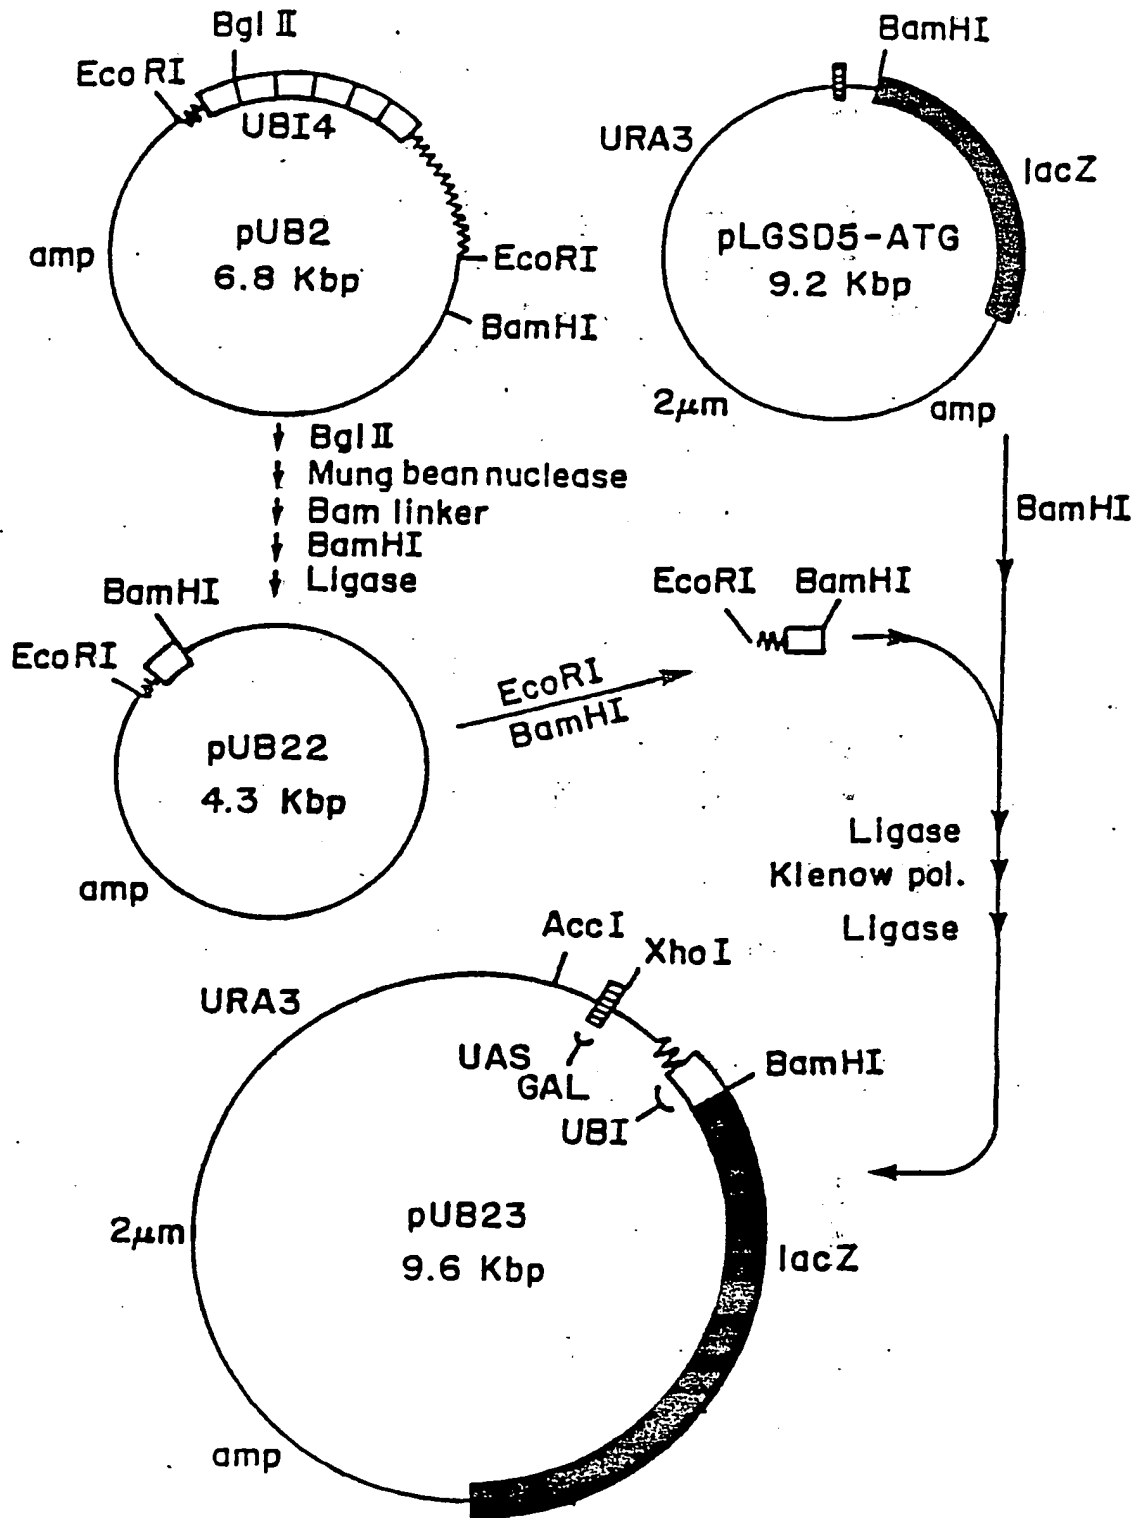 Bgl II
EcoRI
UBI4
amp
pUB2
6.8 Kbp
EcoRI
BamHI
BamHI
URA3
lacZ
pLGSD5-ATG
9.2 Kbp
2μm
amp
Bgl II
Mung bean nuclease
Bam linker
BamHI
Ligase
BamHI
BamHI
EcoRI
pUB22
4.3 Kbp
amp
EcoRI
BamHI
EcoRI
BamHI
Ligase
Klenow pol.
Ligase
AccI
XhoI
URA3
UAS
GAL
UBI
BamHI
2μm
pUB23
9.6 Kbp
lacZ
amp